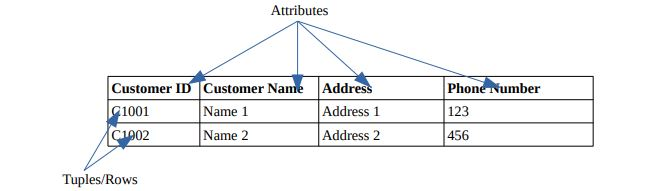 Attributes
Customer ID Customer Name Address Phone Number
C1001 Name 1 Address 1 123
C1002 Name 2 Address 2 456
Tuples/Rows